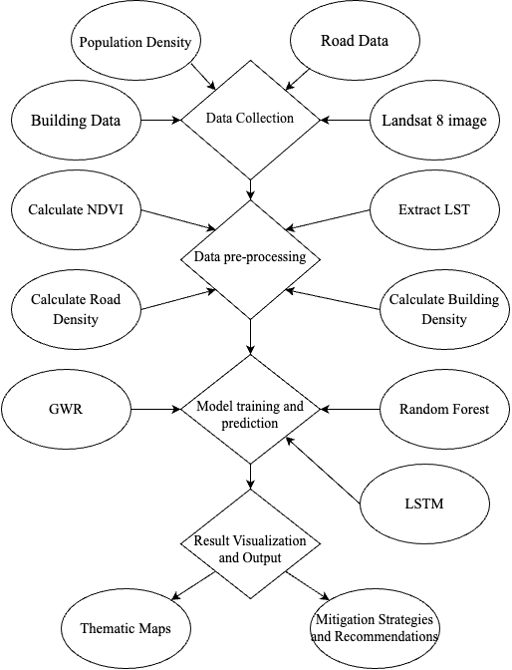 Population Density
Road Data
Building Data
Data Collection
Landsat 8 image
Calculate NDVI
Extract LST
Data pre-processing
Calculate Road
Density
Calculate Building
Density
GWR
Model training and
prediction
Random Forest
LSTM
Result Visualization
and Output
Thematic Maps
Mitigation Strategies
and Recommendations